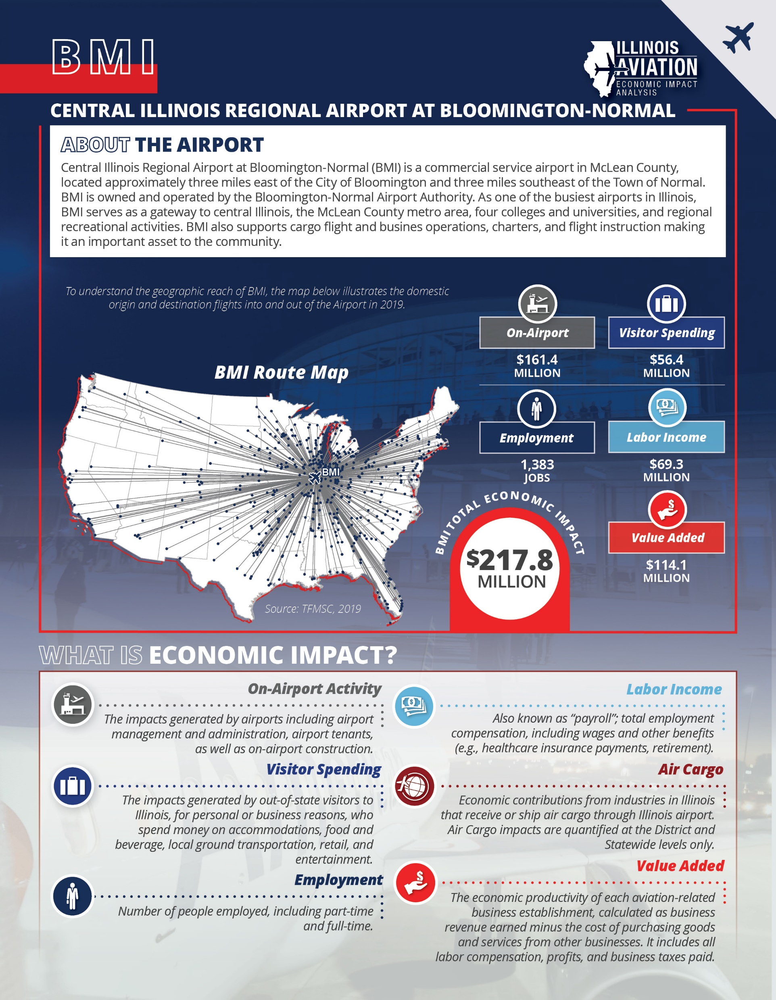 BMI
ILLINOIS
AVIATION
ECONOMIC IMPACT
ANALYSIS
CENTRAL ILLINOIS REGIONAL AIRPORT AT BLOOMINGTON-NORMAL
ABOUT THE AIRPORT
Central Illinois Regional Airport at Bloomington-Normal (BMI) is a commercial service airport in McLean County,
located approximately three miles east of the City of Bloomington and three miles southeast of the Town of Normal.
BMI is owned and operated by the Bloomington-Normal Airport Authority. As one of the busiest airports in Illinois,
BMI serves as a gateway to central Illinois, the McLean County metro area, four colleges and universities, and regional
recreational activities. BMI also supports cargo flight and busines operations, charters, and flight instruction making
it an important asset to the community.
To understand the geographic reach of BMI, the map below illustrates the domestic
origin and destination flights into and out of the Airport in 2019.
BMI Route Map
BMI
Source: TFMSC, 2019
On-Airport
$161.4
MILLION
Visitor Spending
$56.4
MILLION
Employment
1,383
JOBS
Labor Income
$69.3
MILLION
BMI TOTAL ECONOMIC IMPACT
$217.8
MILLION
Value Added
$114.1
MILLION
WHAT IS ECONOMIC IMPACT?
On-Airport Activity
The impacts generated by airports including airport
management and administration, airport tenants,
as well as on-airport construction.
Visitor Spending
The impacts generated by out-of-state visitors to
Illinois, for personal or business reasons, who
spend money on accommodations, food and
beverage, local ground transportation, retail, and
entertainment.
Employment
Number of people employed, including part-time
and full-time.
Labor Income
Also known as “payroll”; total employment
compensation, including wages and other benefits
(e.g., healthcare insurance payments, retirement).
Air Cargo
Economic contributions from industries in Illinois
that receive or ship air cargo through Illinois airport.
Air Cargo impacts are quantified at the District and
Statewide levels only.
Value Added
The economic productivity of each aviation-related
business establishment, calculated as business
revenue earned minus the cost of purchasing goods
and services from other businesses. It includes all
labor compensation, profits, and business taxes paid.